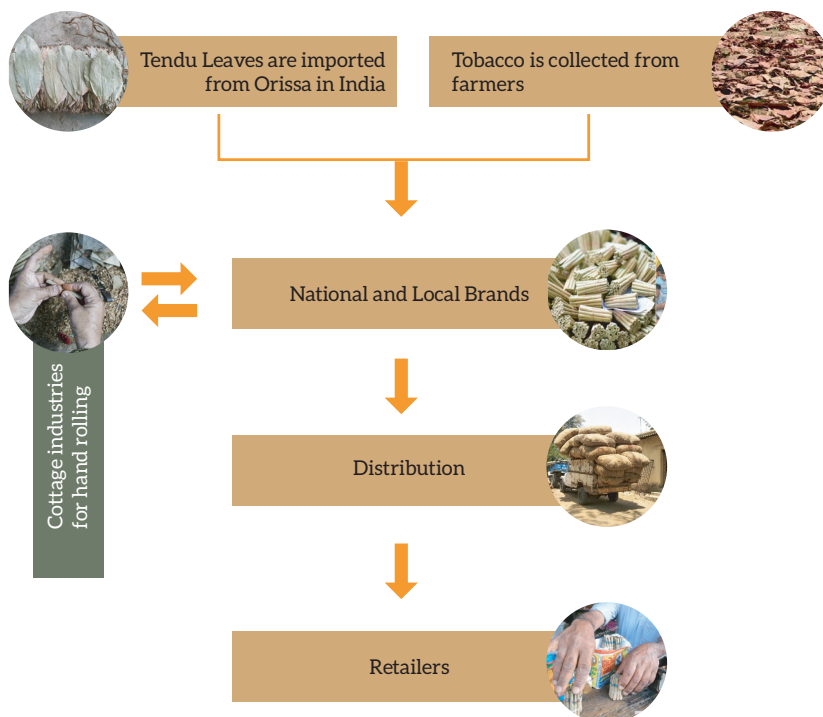 Tendu Leaves are imported
from Orissa in India
Tobacco is collected from
farmers
National and Local Brands
Cottage industries
for hand rolling
Distribution
Retailers